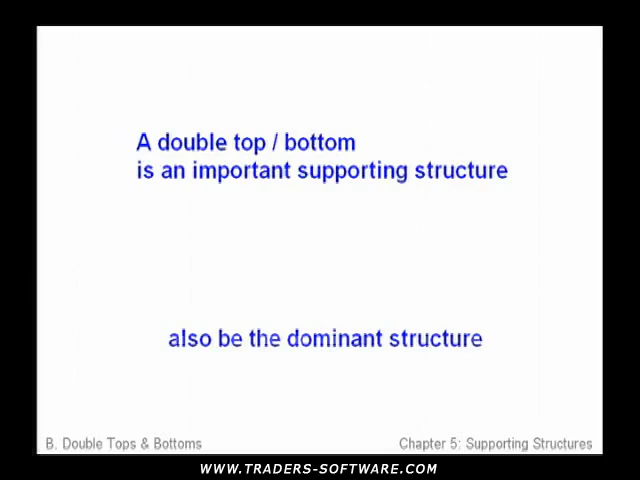 A double top / bottom
is an important supporting structure
also be the dominant structure
B. Double Tops & Bottoms
Chapter 5: Supporting Structures
WWW.TRADERS-SOFTWARE.COM